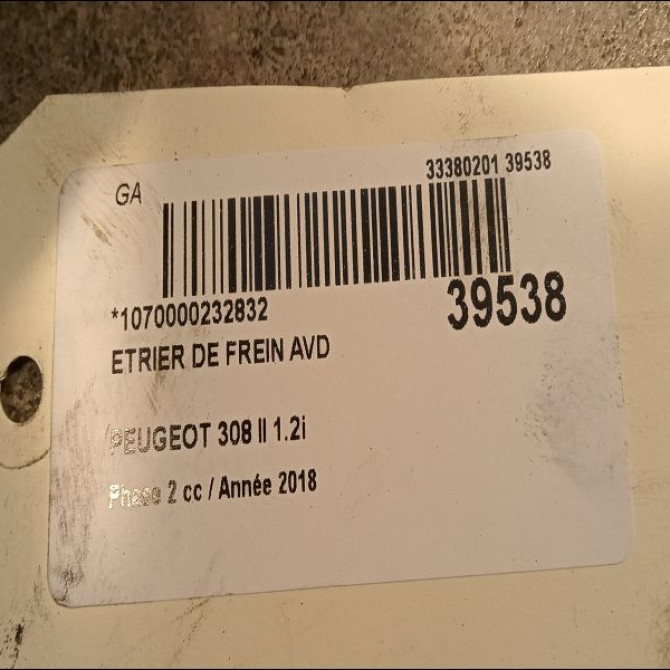 GA
33380201 39538
*1070000232832
39538
ETRIER DE FREIN AVD
PEUGEOT 308 II 1.2i
Phase 2 cc / Année 2018